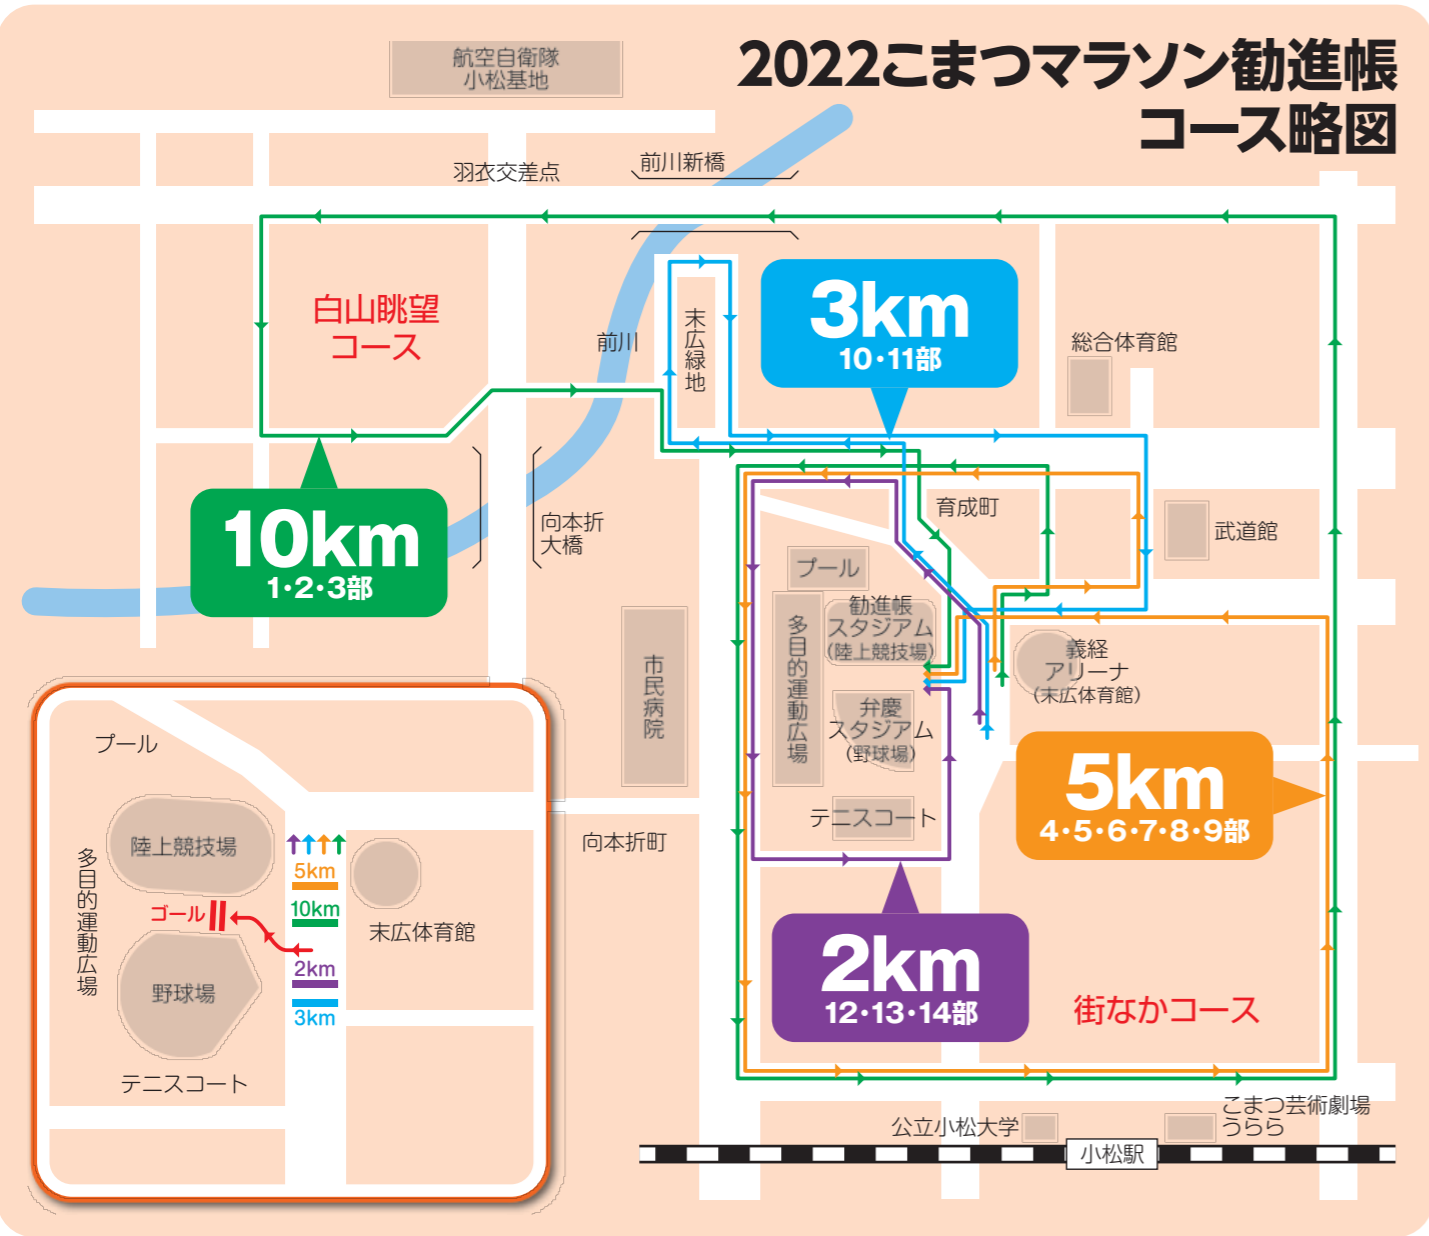 2022こまつマラソン勧進帳
コース略図
航空自衛隊
小松基地
羽衣交差点
前川新橋
白山眺望
コース
前川
末広緑地
3km
10・11部
総合体育館
10km
1・2・3部
向本折
大橋
育成町
武道館
プール
勧進帳
スタジアム
(陸上競技場)
多目的運動広場
義経
アリーナ
(末広体育館)
市民病院
弁慶
スタジアム
(野球場)
テニスコート
5km
4・5・6・7・8・9部
向本折町
2km
12・13・14部
街なかコース
プール
陸上競技場
多目的運動広場
5km
10km
ゴール
末広体育館
2km
野球場
3km
テニスコート
公立小松大学
こまつ芸術劇場
うらら
小松駅